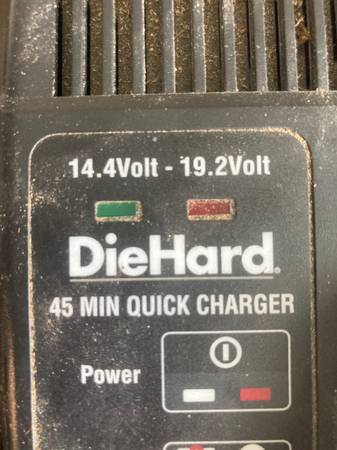 14.4Volt - 19.2Volt
DieHard.
45 MIN QUICK CHARGER
Power